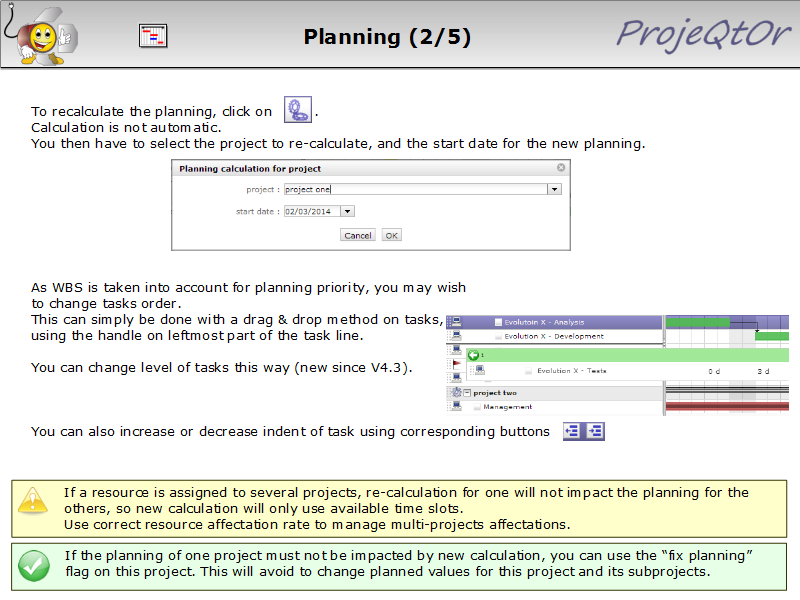 Planning (2/5)
ProjeQtOr
To recalculate the planning, click on .
Calculation is not automatic.
You then have to select the project to re-calculate, and the start date for the new planning.
Planning calculation for project
project : project one
start date : 02/03/2014
Cancel OK
As WBS is taken into account for planning priority, you may wish
to change tasks order.
This can simply be done with a drag & drop method on tasks,
using the handle on leftmost part of the task line.
You can change level of tasks this way (new since V4.3).
Evolutoin X - Analysis
Evolution X - Development
1
Evolution X - Tests 0 d 3 d
project two
Management
You can also increase or decrease indent of task using corresponding buttons
If a resource is assigned to several projects, re-calculation for one will not impact the planning for the
others, so new calculation will only use available time slots.
Use correct resource affectation rate to manage multi-projects affectations.
If the planning of one project must not be impacted by new calculation, you can use the “fix planning”
flag on this project. This will avoid to change planned values for this project and its subprojects.